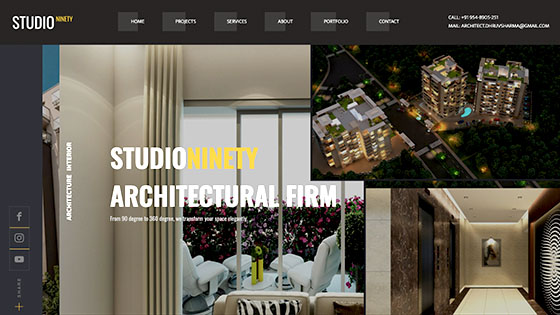 STUDIO NINETY
HOME PROJECTS SERVICES ABOUT PORTFOLIO CONTACT
CALL: +91 954-8905-251
MAIL: ARCHITECT.DHRUVSHARMA@GMAIL.COM
ARCHITECTURE INTERIOR
STUDIONINETY
ARCHITECTURAL FIRM
From 90 degree to 360 degree, we transform your space elegantly.
SHARE